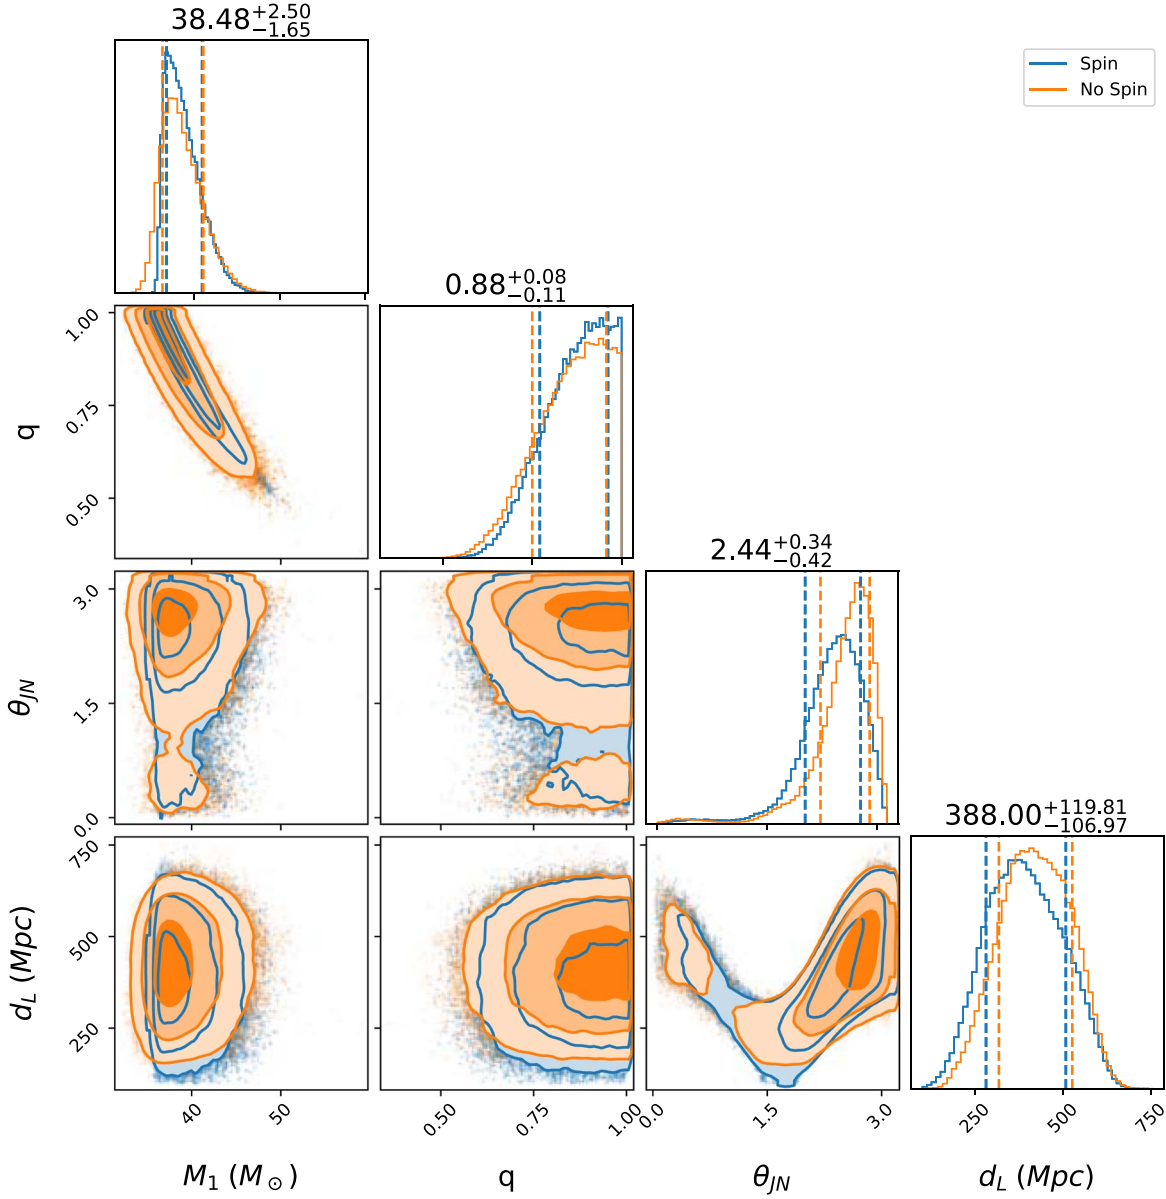 38.48+2.50−1.65
Spin
No Spin
0.88+0.08−0.11
1.00
0.75
0.50
q
2.44+0.34−0.42
3.0
1.5
0.0
θJN
388.00+119.81−106.97
750
500
250
dL (Mpc)
40 50
0.50 0.75 1.00
0.0 1.5 3.0
250 500 750
M1 (M⊙)
q
θJN
dL (Mpc)